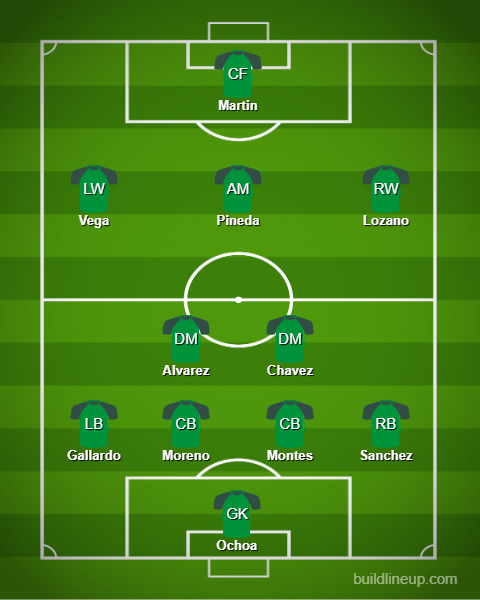 CF
Martin
LW AM RW
Vega Pineda Lozano
DM DM
Alvarez Chavez
LB CB CB RB
Gallardo Moreno Montes Sanchez
GK
Ochoa
buildlineup.com